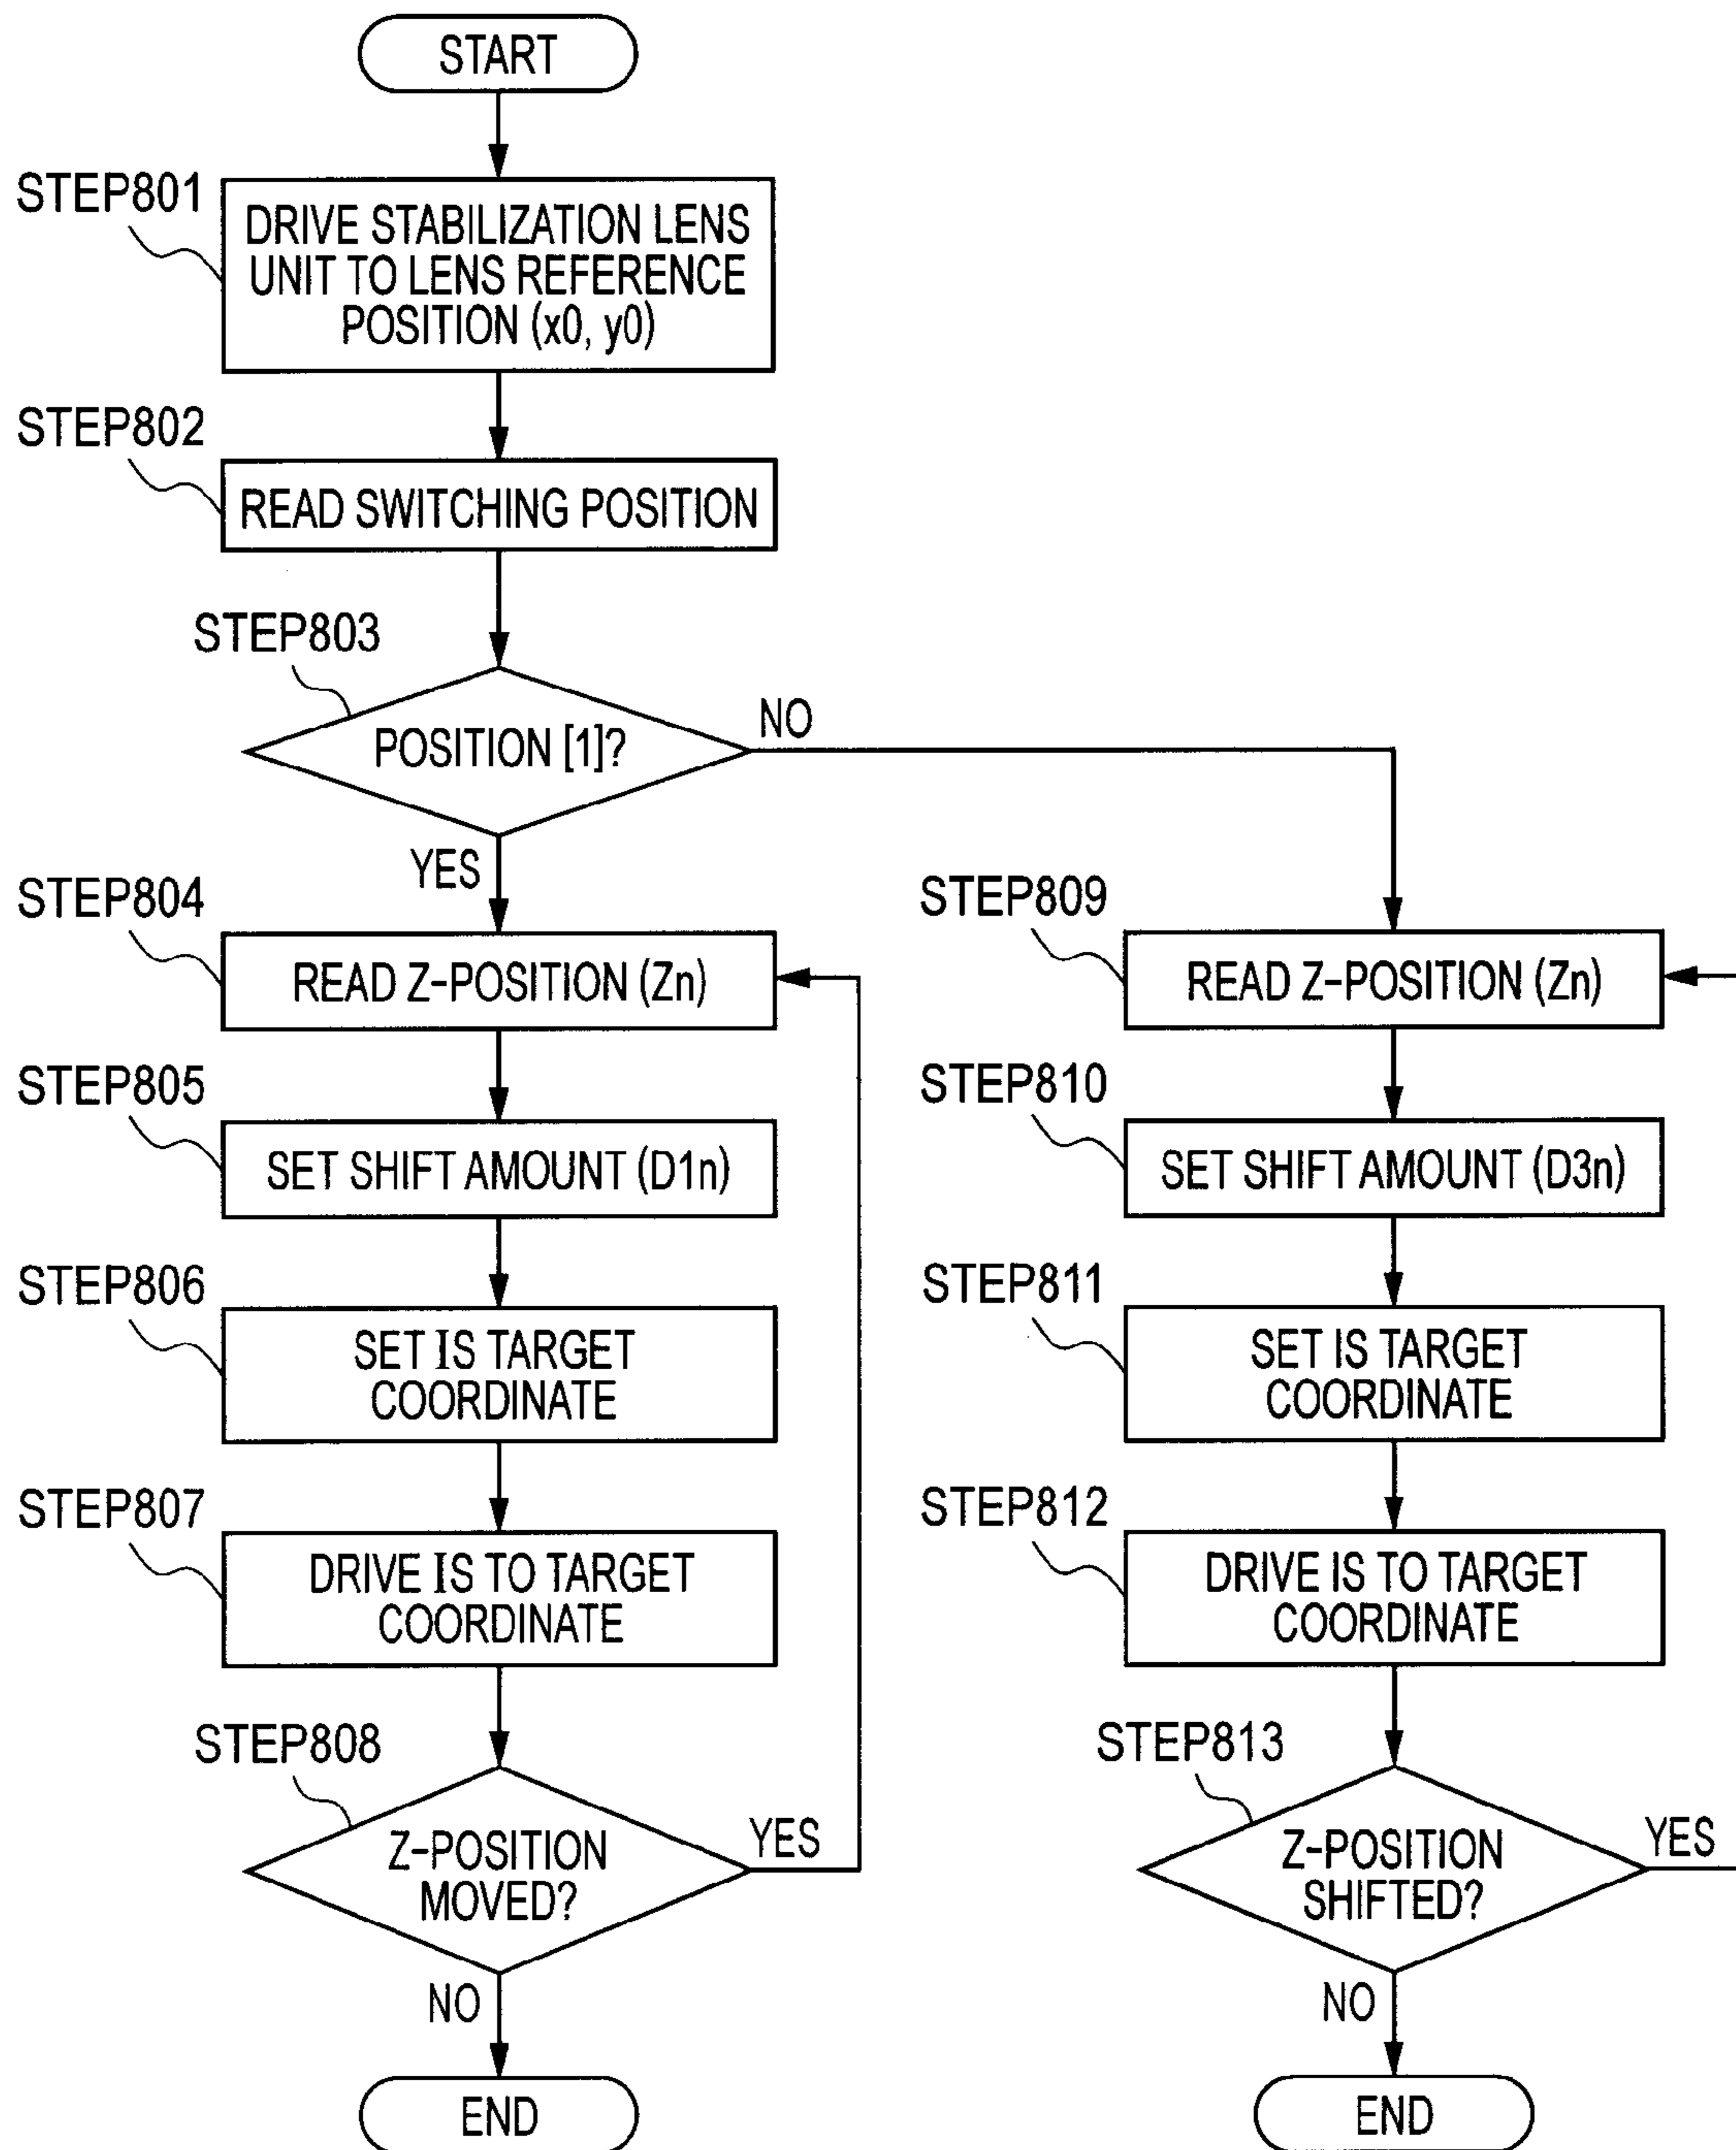 START
STEP801
DRIVE STABILIZATION LENS
UNIT TO LENS REFERENCE
POSITION (x0, y0)
STEP802
READ SWITCHING POSITION
STEP803
POSITION [1]?
NO
YES
STEP804
READ Z-POSITION (Zn)
STEP805
SET SHIFT AMOUNT (D1n)
STEP806
SET IS TARGET
COORDINATE
STEP807
DRIVE IS TO TARGET
COORDINATE
STEP808
Z-POSITION
MOVED?
YES
NO
END
STEP809
READ Z-POSITION (Zn)
STEP810
SET SHIFT AMOUNT (D3n)
STEP811
SET IS TARGET
COORDINATE
STEP812
DRIVE IS TO TARGET
COORDINATE
STEP813
Z-POSITION
SHIFTED?
YES
NO
END